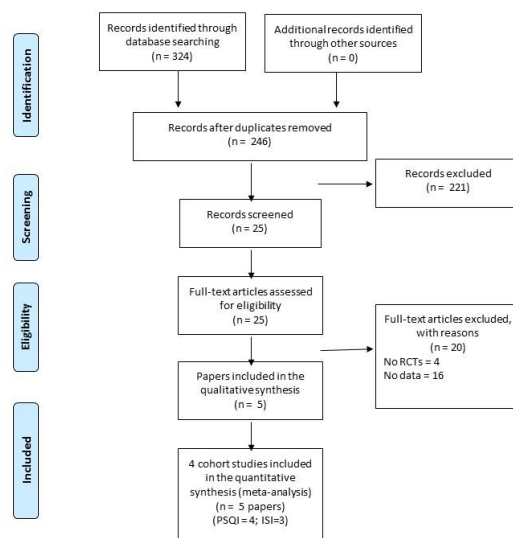 Identification
Records identified through
database searching
(n = 324)
Additional records identified
through other sources
(n = 0)
Records after duplicates removed
(n = 246)
Screening
Records excluded
(n = 221)
Records screened
(n = 25)
Eligibility
Full-text articles assessed
for eligibility
(n = 25)
Full-text articles excluded,
with reasons
(n = 20)
No RCTs = 4
No data = 16
Papers included in the
qualitative synthesis
(n = 5)
Included
4 cohort studies included
in the quantitative
synthesis (meta-analysis)
(n = 5 papers)
(PSQI = 4; ISI=3)